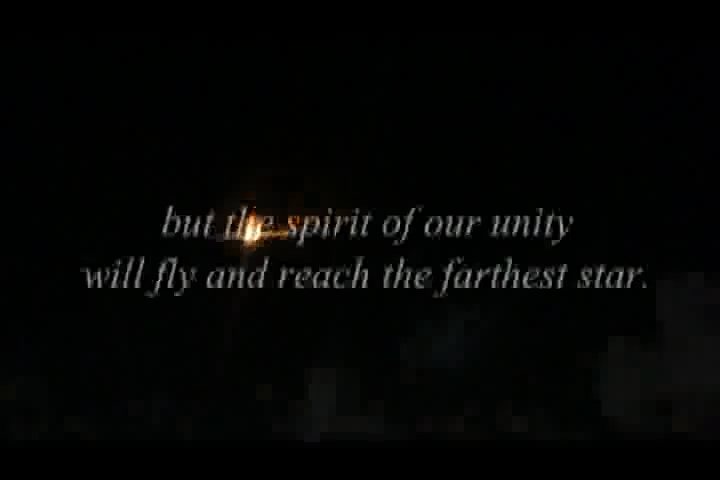 but the spirit of our unity
will fly and reach the farthest star.